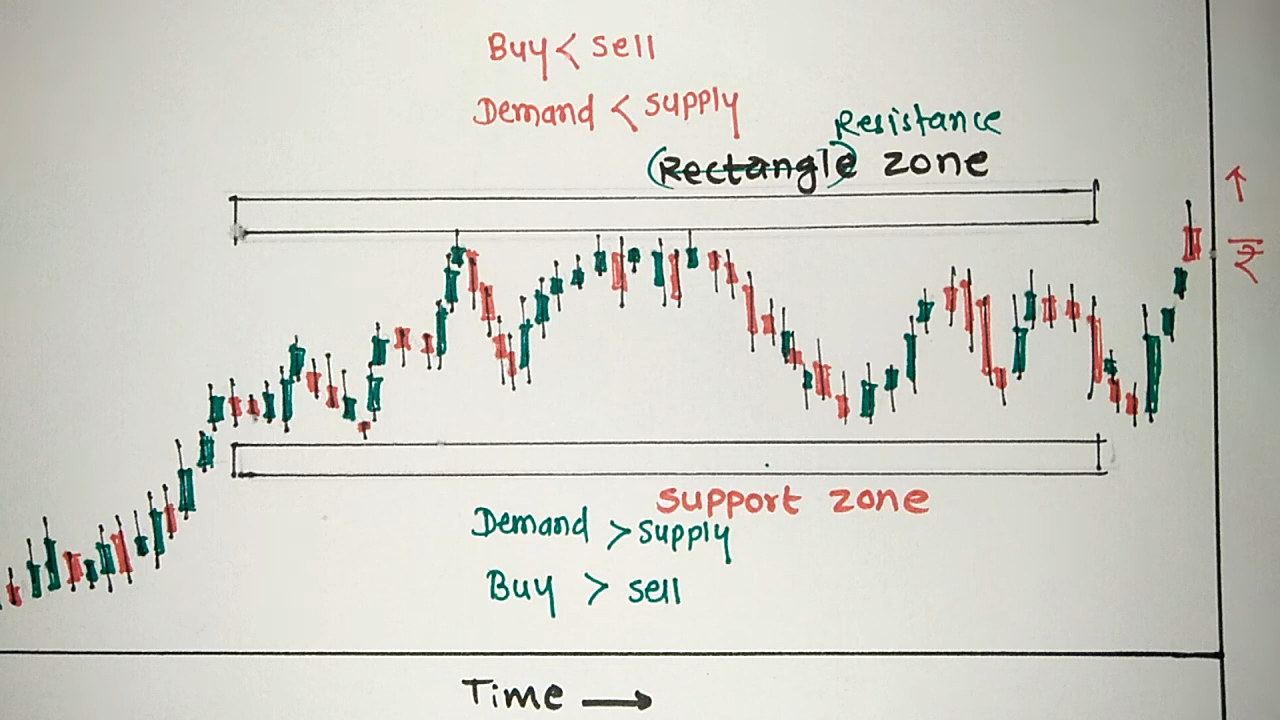 Buy < sell
Demand < supply
Resistance
(Rectangle) zone
↑
₹
support zone
Demand > supply
Buy > sell
Time →